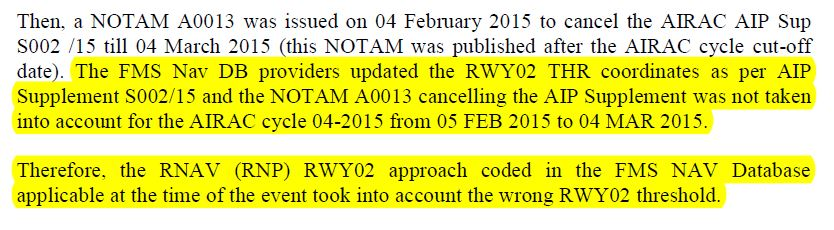 Then, a NOTAM A0013 was issued on 04 February 2015 to cancel the AIRAC AIP Sup
S002 /15 till 04 March 2015 (this NOTAM was published after the AIRAC cycle cut-off
date). The FMS Nav DB providers updated the RWY02 THR coordinates as per AIP
Supplement S002/15 and the NOTAM A0013 cancelling the AIP Supplement was not taken
into account for the AIRAC cycle 04-2015 from 05 FEB 2015 to 04 MAR 2015.
Therefore, the RNAV (RNP) RWY02 approach coded in the FMS NAV Database
applicable at the time of the event took into account the wrong RWY02 threshold.